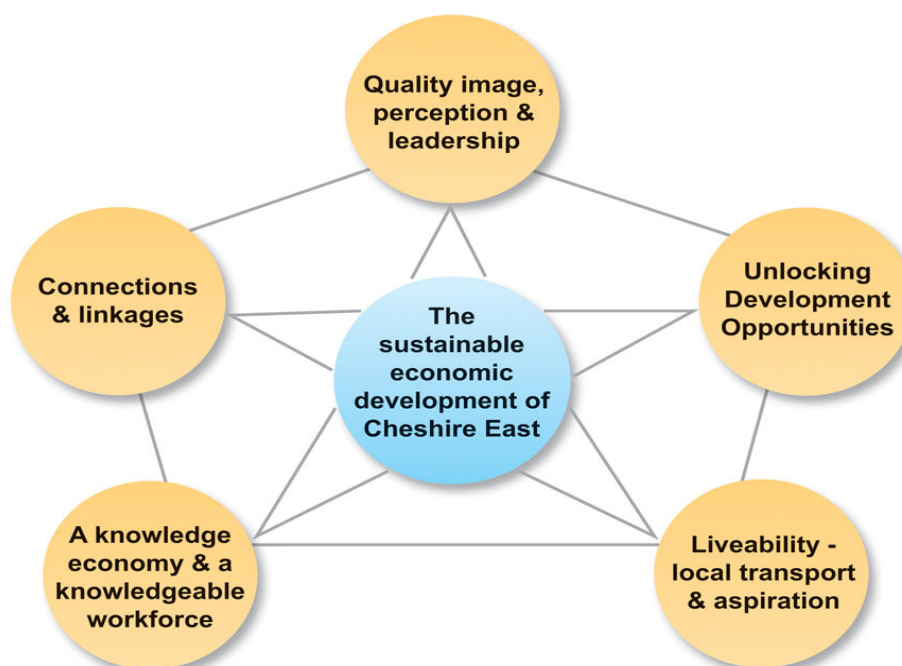 Quality image,
perception &
leadership
Connections
& linkages
Unlocking
Development
Opportunities
The
sustainable
economic
development of
Cheshire East
A knowledge
economy & a
knowledgeable
workforce
Liveability -
local transport
& aspiration